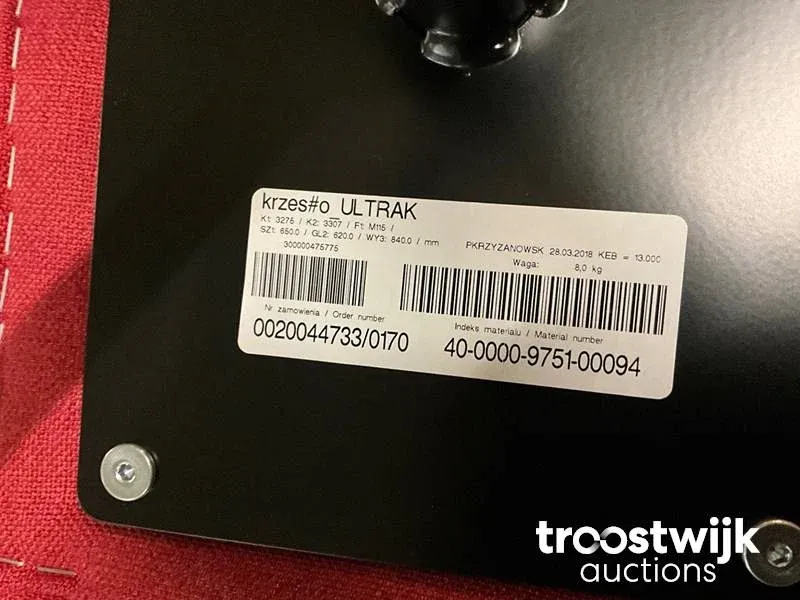 krzes#o_ULTRAK
K1: 3275 / K2: 3307 / F1: M115 /
SZ1: 650.0 / GL2: 620.0 / WY3: 840.0 / mm
PKRZYZANOWSK 28.03.2018 KEB = 13.000
300000475775
Waga: 8,0 kg
Nr zamowienia / Order number
0020044733/0170
Indeks materialu / Material number
40-0000-9751-00094
troostwijk
auctions